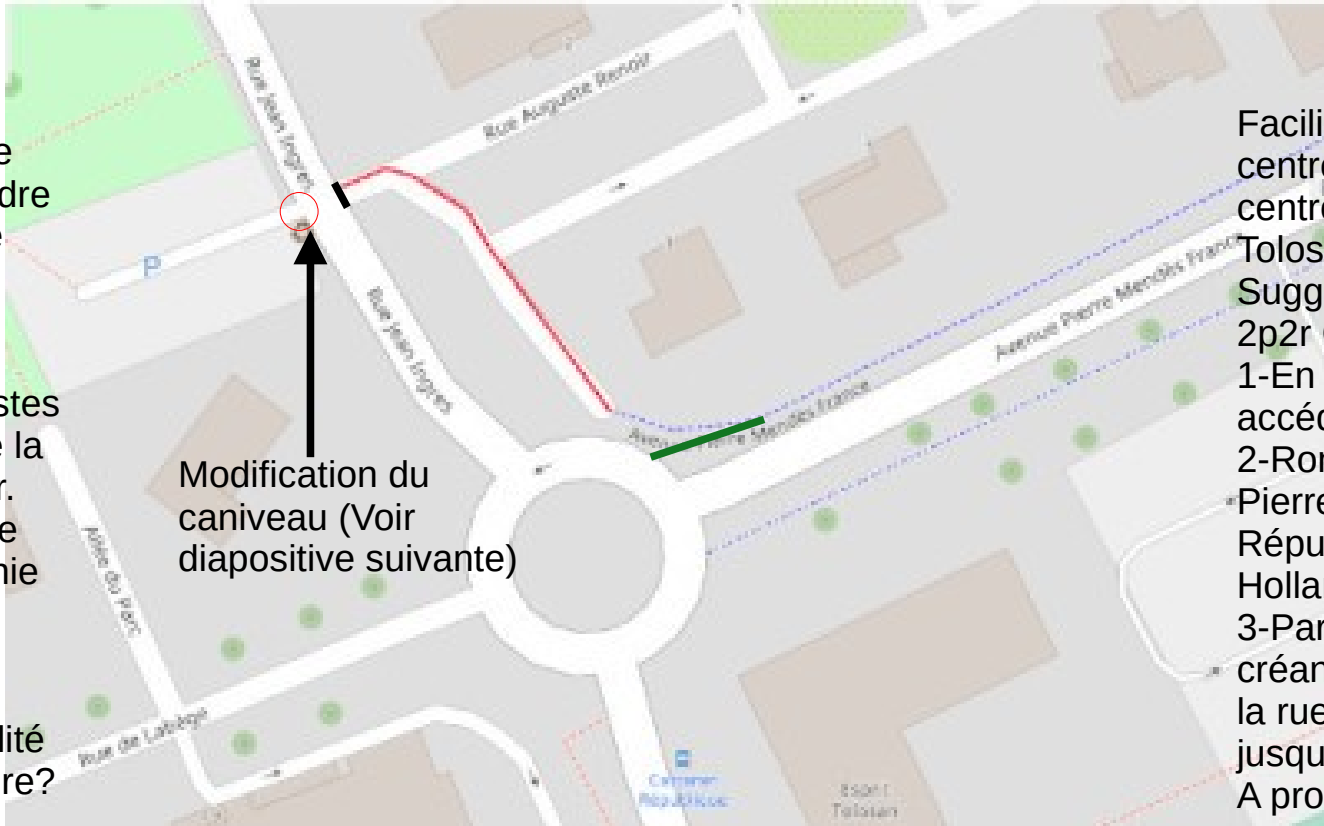 e
dre
e
stes
e la
r.
e
nie
lité
re?
Rue Jean Ingres
Rue Auguste Renoir
P
Rue Jean Ingres
Avenue Pierre Mendès France
Avenue Pierre Mendès France
Modification du
caniveau (Voir
diapositive suivante)
Allée du Parc
Rue de Labège
République
Esprit
Tolosan
Facili
centre
centre
Tolos
Sugg
2p2r
1-En
accéd
2-Ron
Pierre
Répu
Holla
3-Par
créan
la rue
jusqu
A pro